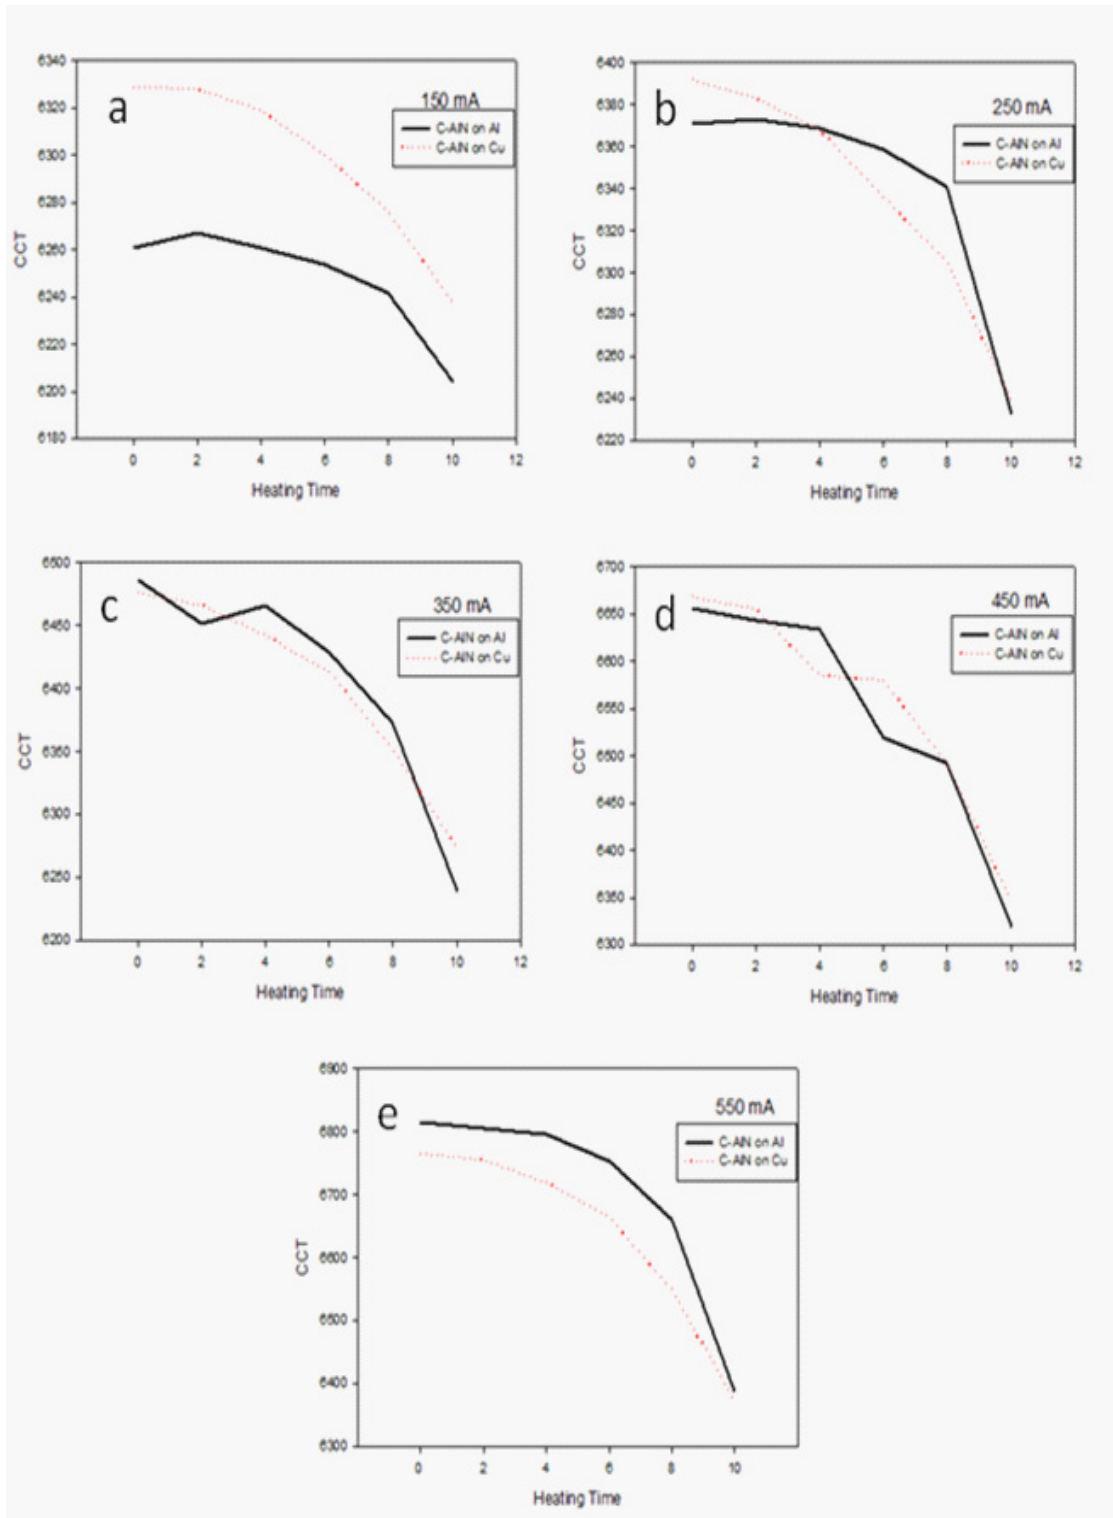 a
150 mA
C-AlN on Al
C-AlN on Cu
6340
6320
6300
6280
6260
6240
6220
6200
6180
CCT
0 2 4 6 8 10 12
Heating Time
b
250 mA
C-AlN on Al
C-AlN on Cu
6400
6380
6360
6340
6320
6300
6280
6260
6240
6220
CCT
0 2 4 6 8 10 12
Heating Time
c
350 mA
C-AlN on Al
C-AlN on Cu
6500
6450
6400
6350
6300
6250
6200
CCT
0 2 4 6 8 10 12
Heating Time
d
450 mA
C-AlN on Al
C-AlN on Cu
6700
6650
6600
6550
6500
6450
6400
6350
6300
CCT
0 2 4 6 8 10 12
Heating Time
e
550 mA
C-AlN on Al
C-AlN on Cu
6900
6800
6700
6600
6500
6400
6300
CCT
0 2 4 6 8 10
Heating Time